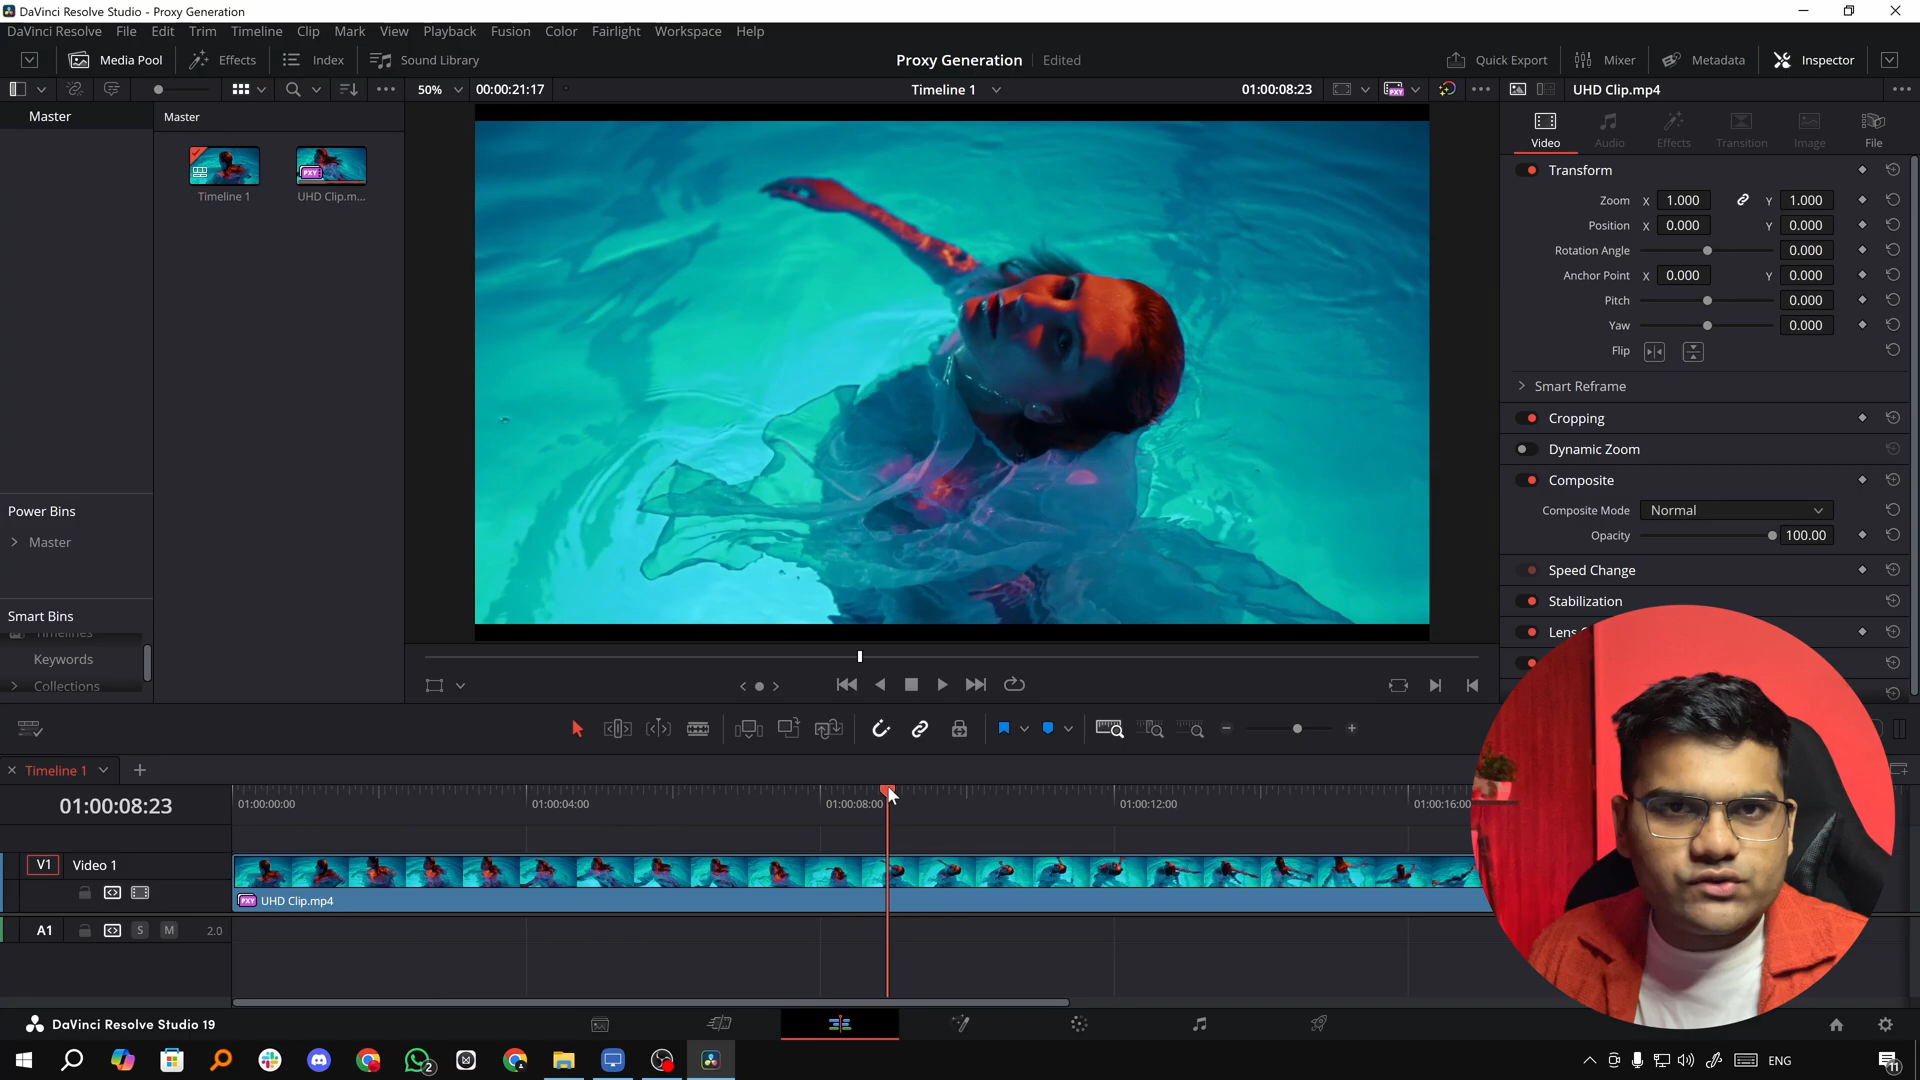 DaVinci Resolve Studio - Proxy Generation
DaVinci Resolve File Edit Trim Timeline Clip Mark View Playback Fusion Color Fairlight Workspace Help
Media Pool Effects Index Sound Library Proxy Generation Edited Quick Export Mixer Metadata Inspector
50% 00:00:21:17 Timeline 1 01:00:08:23 PXY UHD Clip.mp4
Master Master
Video Audio Effects Transition Image File
PXY
Timeline 1 UHD Clip.m...
Transform
Zoom X 1.000 Y 1.000
Position X 0.000 Y 0.000
Rotation Angle 0.000
Anchor Point X 0.000 Y 0.000
Pitch 0.000
Yaw 0.000
Flip
Smart Reframe
Cropping
Dynamic Zoom
Composite
Composite Mode Normal
Opacity 100.00
Speed Change
Stabilization
Lens
Power Bins
Master
Smart Bins
Timelines
Keywords
Collections
Timeline 1
01:00:08:23 01:00:00:00 01:00:04:00 01:00:08:00 01:00:12:00 01:00:16:00
V1 Video 1
PXY UHD Clip.mp4
A1 S M 2.0
DaVinci Resolve Studio 19
2 ENG 11